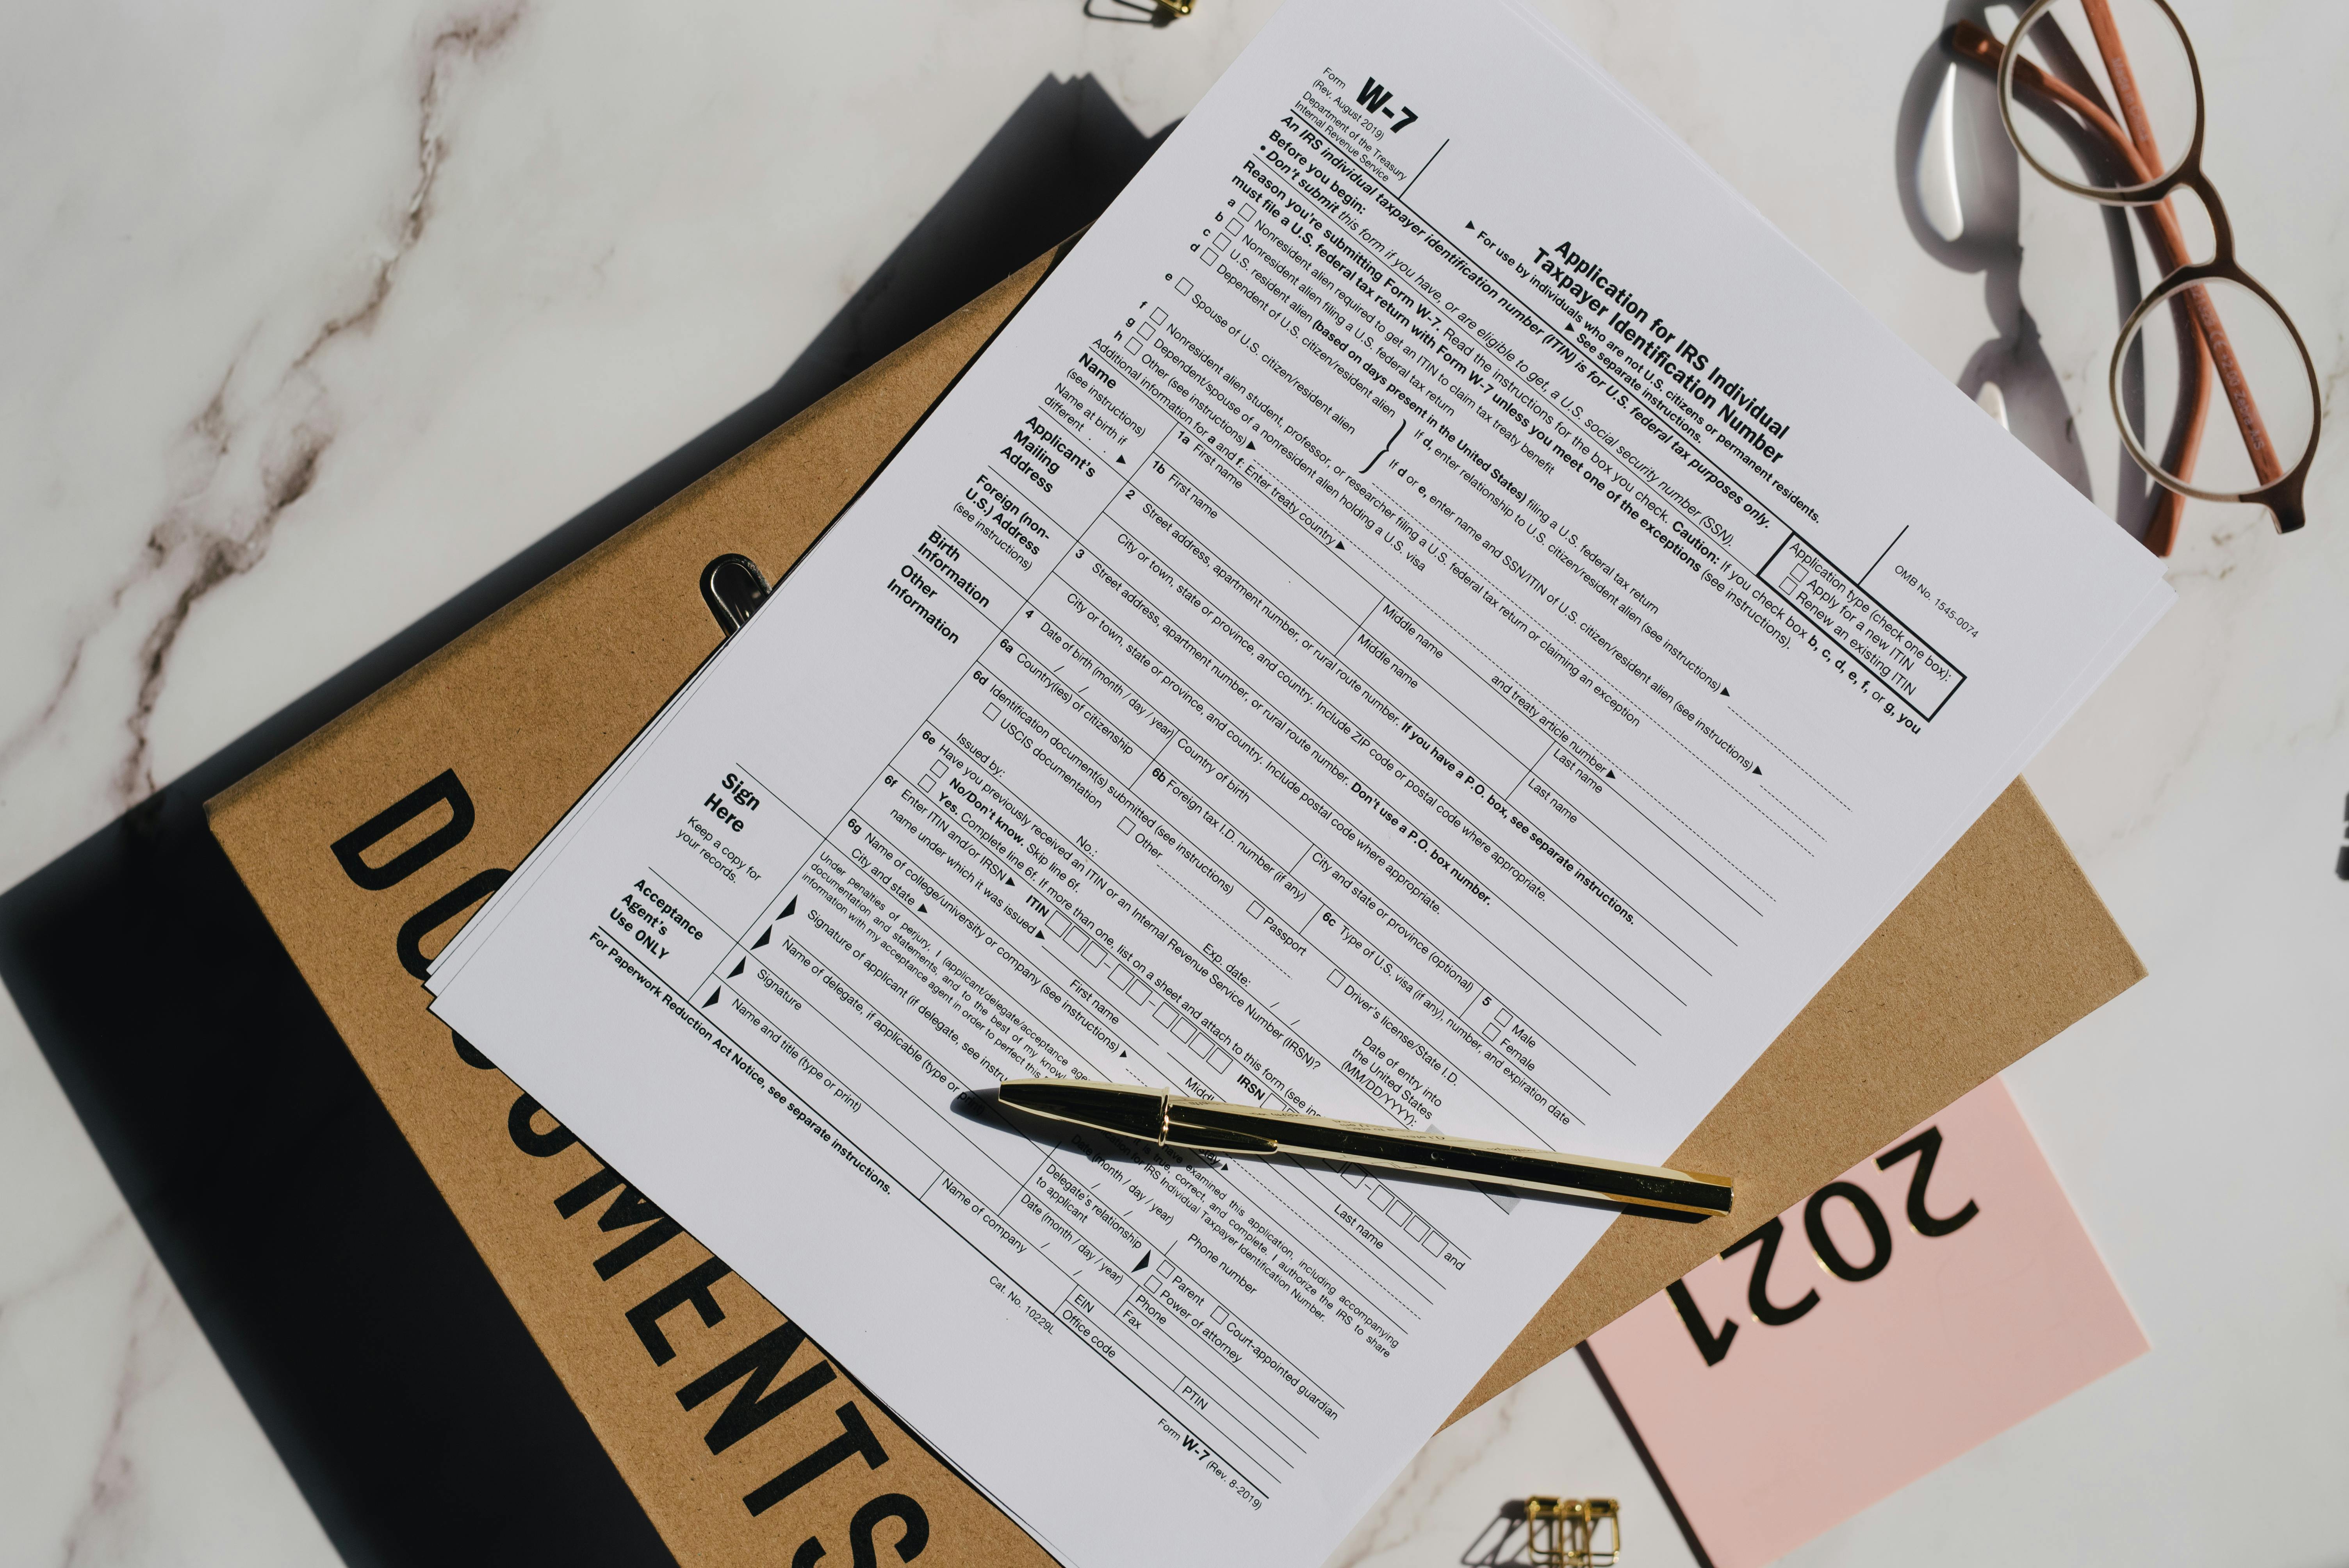 Form W-7
(Rev. August 2019)
Department of the Treasury
Internal Revenue Service
Application for IRS Individual
Taxpayer Identification Number
▶ For use by individuals who are not U.S. citizens or permanent residents.
▶ See separate instructions.
OMB No. 1545-0074
An IRS individual taxpayer identification number (ITIN) is for U.S. federal tax purposes only.
Before you begin:
• Don't submit this form if you have, or are eligible to get, a U.S. social security number (SSN).
Application type (check one box):
Apply for a new ITIN
Renew an existing ITIN
Reason you're submitting Form W-7. Read the instructions for the box you check. Caution: If you check box b, c, d, e, f, or g, you
must file a U.S. federal tax return with Form W-7 unless you meet one of the exceptions (see instructions).
a Nonresident alien required to get an ITIN to claim tax treaty benefit
b Nonresident alien filing a U.S. federal tax return
c U.S. resident alien (based on days present in the United States) filing a U.S. federal tax return
d Dependent of U.S. citizen/resident alien
If d, enter relationship to U.S. citizen/resident alien (see instructions) ▶
e Spouse of U.S. citizen/resident alien
If d or e, enter name and SSN/ITIN of U.S. citizen/resident alien (see instructions) ▶
f Nonresident alien student, professor, or researcher filing a U.S. federal tax return or claiming an exception
g Dependent/spouse of a nonresident alien holding a U.S. visa
h Other (see instructions) ▶
Additional information for a and f: Enter treaty country ▶ and treaty article number ▶
Name
(see instructions)
1a First name Middle name Last name
Name at birth if
different . . ▶
1b First name Middle name Last name
Applicant's
Mailing
Address
2 Street address, apartment number, or rural route number. If you have a P.O. box, see separate instructions.
City or town, state or province, and country. Include ZIP code or postal code where appropriate.
Foreign (non-
U.S.) Address
(see instructions)
3 Street address, apartment number, or rural route number. Don't use a P.O. box number.
City or town, state or province, and country. Include postal code where appropriate.
Birth
Information
4 Date of birth (month / day / year) Country of birth City and state or province (optional) 5 Male
/ / Female
Other
Information
6a Country(ies) of citizenship 6b Foreign tax I.D. number (if any) 6c Type of U.S. visa (if any), number, and expiration date
6d Identification document(s) submitted (see instructions) Passport Driver's license/State I.D.
USCIS documentation Other
Date of entry into
the United States
(MM/DD/YYYY):
Issued by: No.: Exp. date: / /
6e Have you previously received an ITIN or an Internal Revenue Service Number (IRSN)?
No/Don't know. Skip line 6f.
Yes. Complete line 6f. If more than one, list on a sheet and attach to this form (see
6f Enter ITIN and/or IRSN ▶ ITIN – – IRSN and
name under which it was issued ▶
First name Last name
6g Name of college/university or company (see instructions) ▶
City and state ▶
Sign
Here
Keep a copy for
your records.
Under penalties of perjury, I (applicant/delegate/acceptance have examined this application, including accompanying
documentation and statements, and to the best of my true, correct, and complete. I authorize the IRS to share
information with my acceptance agent in order to perfect this for IRS Individual Taxpayer Identification Number.
Signature of applicant (if delegate, see (month / day / year) Phone number
/ /
Name of delegate, if applicable (type or Delegate's relationship
to applicant
Parent Court-appointed guardian
Power of attorney
Acceptance
Agent's
Use ONLY
Signature Date (month / day / year) Phone
/ / Fax
Name and title (type or print) Name of company EIN PTIN
Office code
For Paperwork Reduction Act Notice, see separate instructions.
Cat. No. 10229L
Form W-7 (Rev. 8-2019)
2021